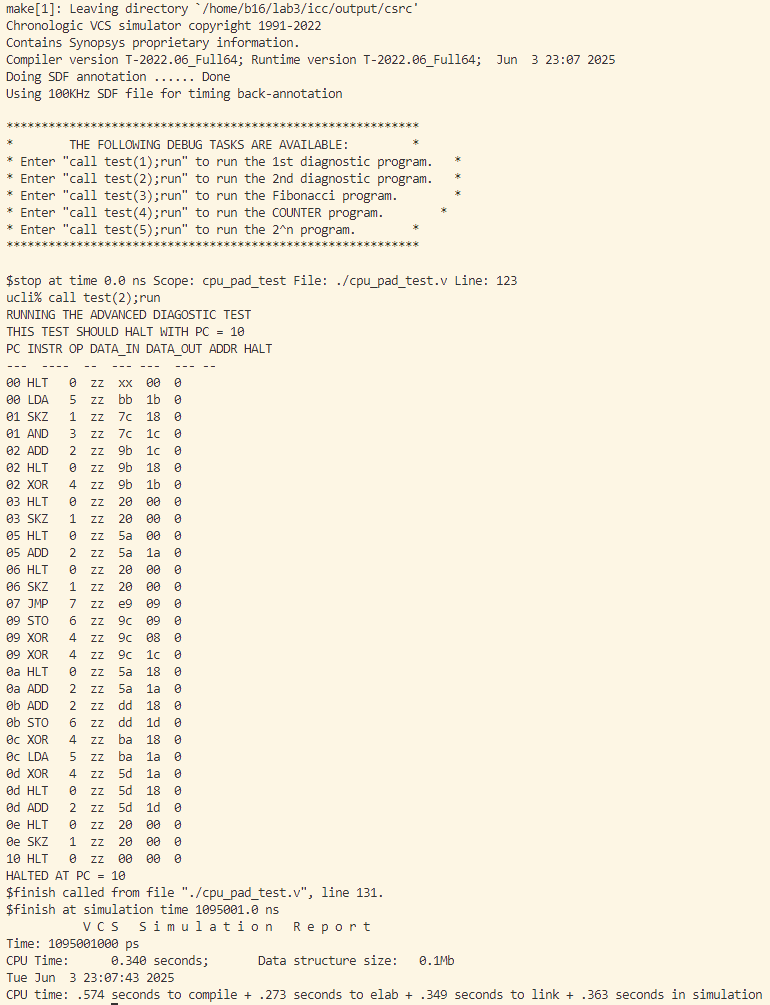 make[1]: Leaving directory `/home/b16/lab3/icc/output/csrc'
Chronologic VCS simulator copyright 1991-2022
Contains Synopsys proprietary information.
Compiler version T-2022.06_Full64; Runtime version T-2022.06_Full64;  Jun  3 23:07 2025
Doing SDF annotation ...... Done
Using 100KHz SDF file for timing back-annotation
***********************************************************
*        THE FOLLOWING DEBUG TASKS ARE AVAILABLE:         *
* Enter "call test(1);run" to run the 1st diagnostic program.   *
* Enter "call test(2);run" to run the 2nd diagnostic program.   *
* Enter "call test(3);run" to run the Fibonacci program.        *
* Enter "call test(4);run" to run the COUNTER program.        *
* Enter "call test(5);run" to run the 2^n program.        *
***********************************************************
$stop at time 0.0 ns Scope: cpu_pad_test File: ./cpu_pad_test.v Line: 123
ucli% call test(2);run
RUNNING THE ADVANCED DIAGOSTIC TEST
THIS TEST SHOULD HALT WITH PC = 10
PC INSTR OP DATA_IN DATA_OUT ADDR HALT
---  ----  --  --- ---  --- --
00 HLT   0  zz  xx  00  0
00 LDA   5  zz  bb  1b  0
01 SKZ   1  zz  7c  18  0
01 AND   3  zz  7c  1c  0
02 ADD   2  zz  9b  1c  0
02 HLT   0  zz  9b  18  0
02 XOR   4  zz  9b  1b  0
03 HLT   0  zz  20  00  0
03 SKZ   1  zz  20  00  0
05 HLT   0  zz  5a  00  0
05 ADD   2  zz  5a  1a  0
06 HLT   0  zz  20  00  0
06 SKZ   1  zz  20  00  0
07 JMP   7  zz  e9  09  0
09 STO   6  zz  9c  09  0
09 XOR   4  zz  9c  08  0
09 XOR   4  zz  9c  1c  0
0a HLT   0  zz  5a  18  0
0a ADD   2  zz  5a  1a  0
0b ADD   2  zz  dd  18  0
0b STO   6  zz  dd  1d  0
0c XOR   4  zz  ba  18  0
0c LDA   5  zz  ba  1a  0
0d XOR   4  zz  5d  1a  0
0d HLT   0  zz  5d  18  0
0d ADD   2  zz  5d  1d  0
0e HLT   0  zz  20  00  0
0e SKZ   1  zz  20  00  0
10 HLT   0  zz  00  00  0
HALTED AT PC = 10
$finish called from file "./cpu_pad_test.v", line 131.
$finish at simulation time 1095001.0 ns
           V C S   S i m u l a t i o n   R e p o r t
Time: 1095001000 ps
CPU Time:      0.340 seconds;       Data structure size:   0.1Mb
Tue Jun  3 23:07:43 2025
CPU time: .574 seconds to compile + .273 seconds to elab + .349 seconds to link + .363 seconds in simulation